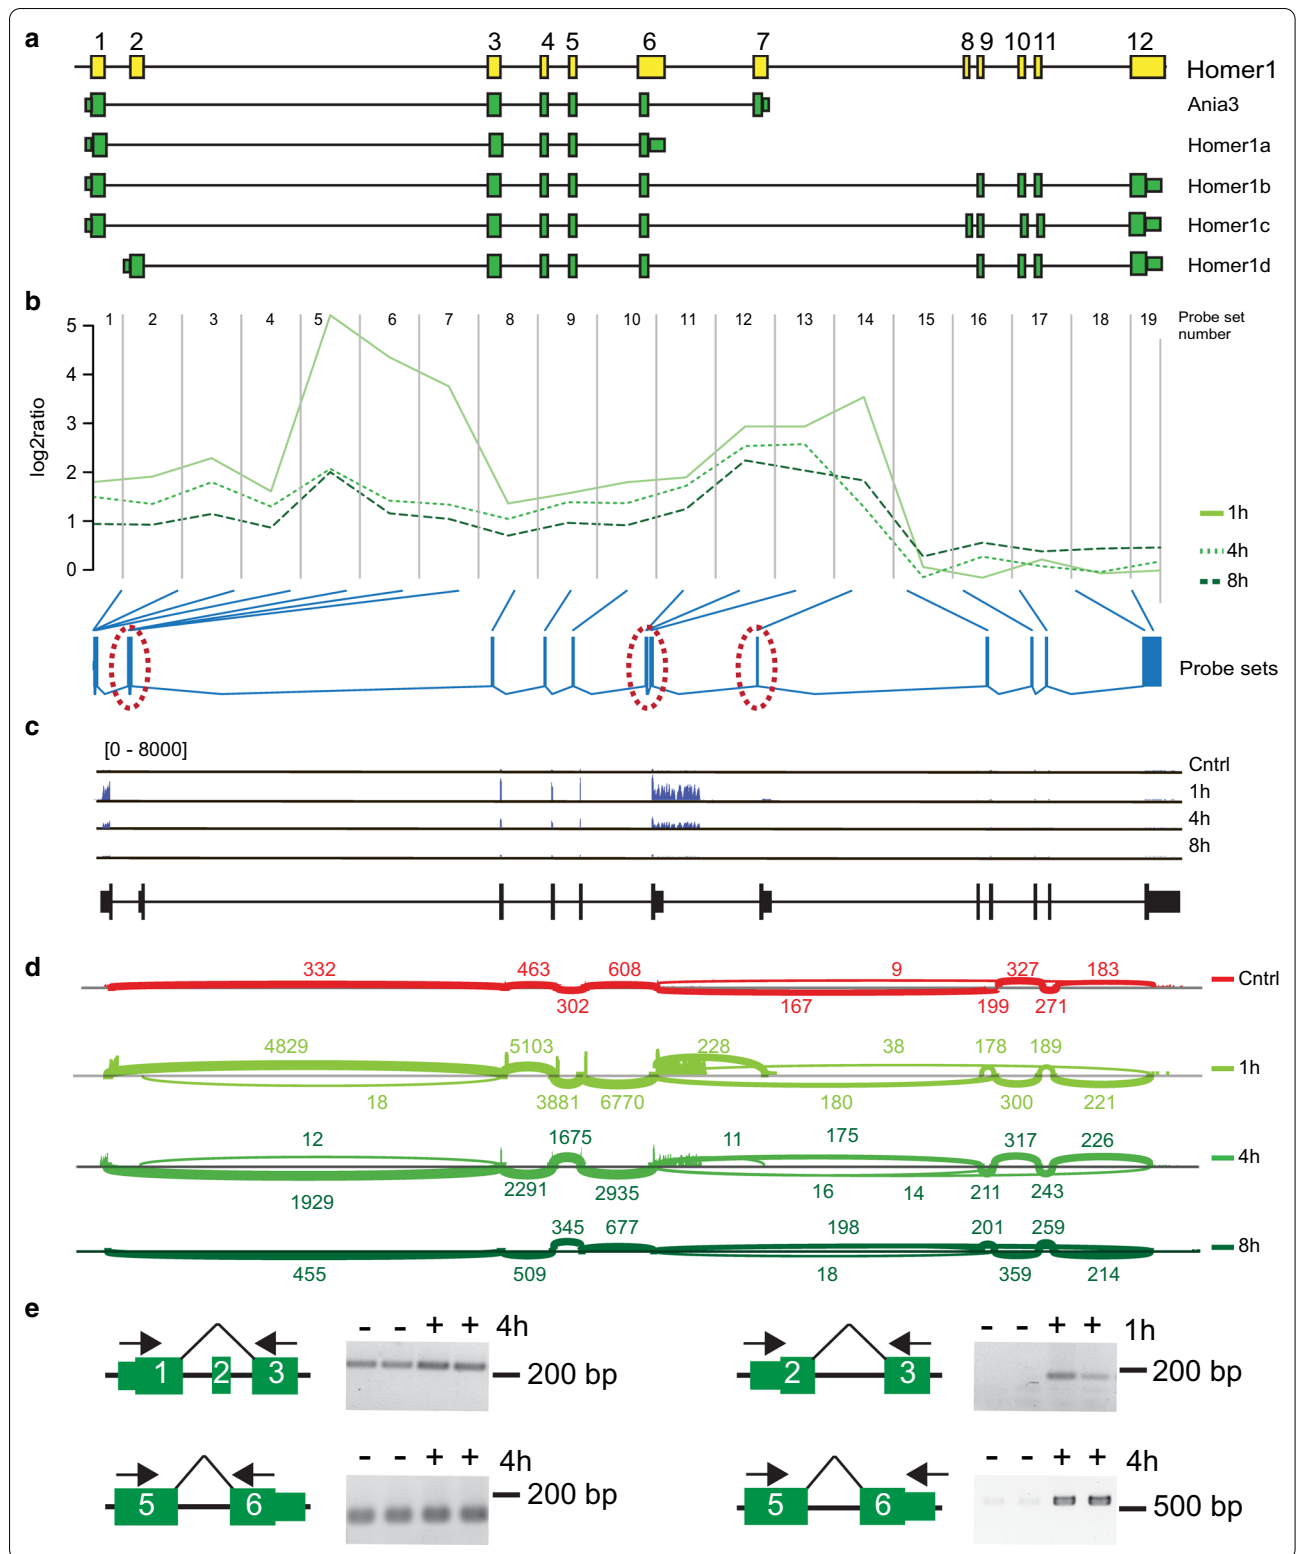 a
1 2 3 4 5 6 7 8 9 10 11 12
Homer1
Ania3
Homer1a
Homer1b
Homer1c
Homer1d
b
1 2 3 4 5 6 7 8 9 10 11 12 13 14 15 16 17 18 19
Probe set
number
5
4
3
2
1
0
log2ratio
1h
4h
8h
Probe sets
c
[0 - 8000]
Cntrl
1h
4h
8h
d
332 463 608 9 327 183
302 167 199 271
Cntrl
4829 5103 228 38 178 189
18 3881 6770 180 300 221
1h
12 1675 11 175 317 226
1929 2291 2935 16 14 211 243
4h
345 677 198 201 259
455 509 18 359 214
8h
e
- - + + 4h
1 2 3
200 bp
- - + + 1h
2 3
200 bp
- - + + 4h
5 6
200 bp
- - + + 4h
5 6
500 bp